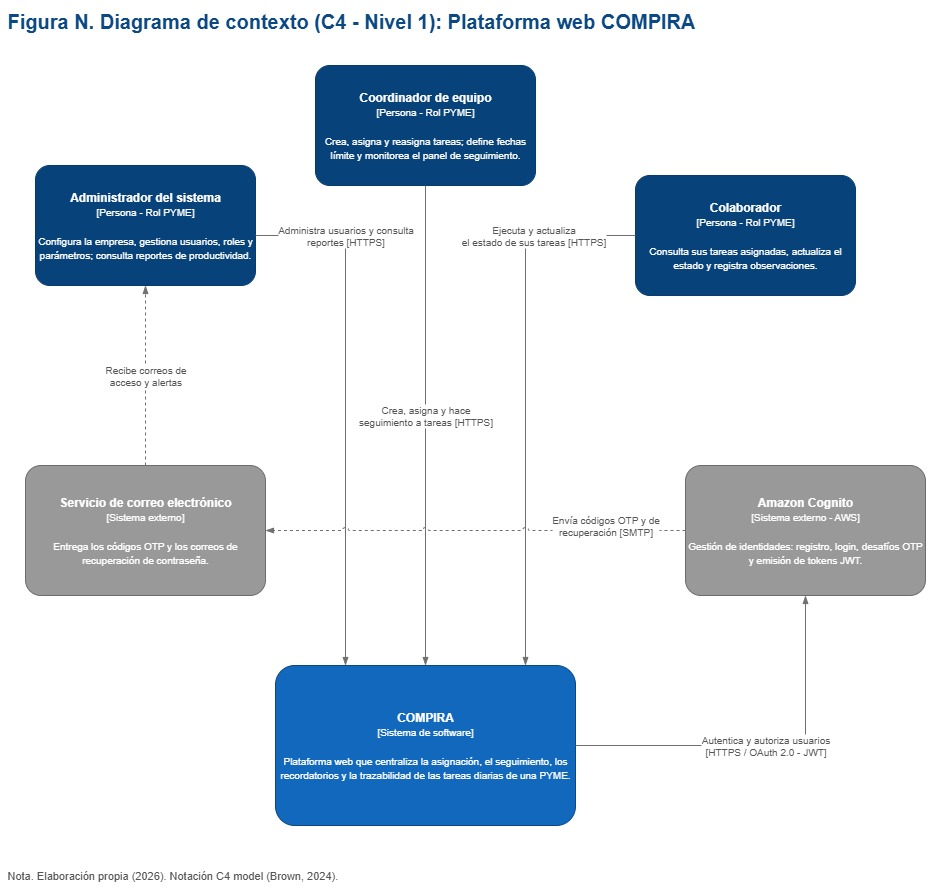 Figura N. Diagrama de contexto (C4 - Nivel 1): Plataforma web COMPIRA
Coordinador de equipo
[Persona - Rol PYME]
Crea, asigna y reasigna tareas; define fechas
límite y monitorea el panel de seguimiento.
Administrador del sistema
[Persona - Rol PYME]
Configura la empresa, gestiona usuarios, roles y
parámetros; consulta reportes de productividad.
Colaborador
[Persona - Rol PYME]
Consulta sus tareas asignadas, actualiza el
estado y registra observaciones.
Administra usuarios y consulta
reportes [HTTPS]
Ejecuta y actualiza
el estado de sus tareas [HTTPS]
Recibe correos de
acceso y alertas
Crea, asigna y hace
seguimiento a tareas [HTTPS]
Servicio de correo electrónico
[Sistema externo]
Entrega los códigos OTP y los correos de
recuperación de contraseña.
Envía códigos OTP y de
recuperación [SMTP]
Amazon Cognito
[Sistema externo - AWS]
Gestión de identidades: registro, login, desafíos OTP
y emisión de tokens JWT.
COMPIRA
[Sistema de software]
Plataforma web que centraliza la asignación, el seguimiento, los
recordatorios y la trazabilidad de las tareas diarias de una PYME.
Autentica y autoriza usuarios
[HTTPS / OAuth 2.0 - JWT]
Nota. Elaboración propia (2026). Notación C4 model (Brown, 2024).